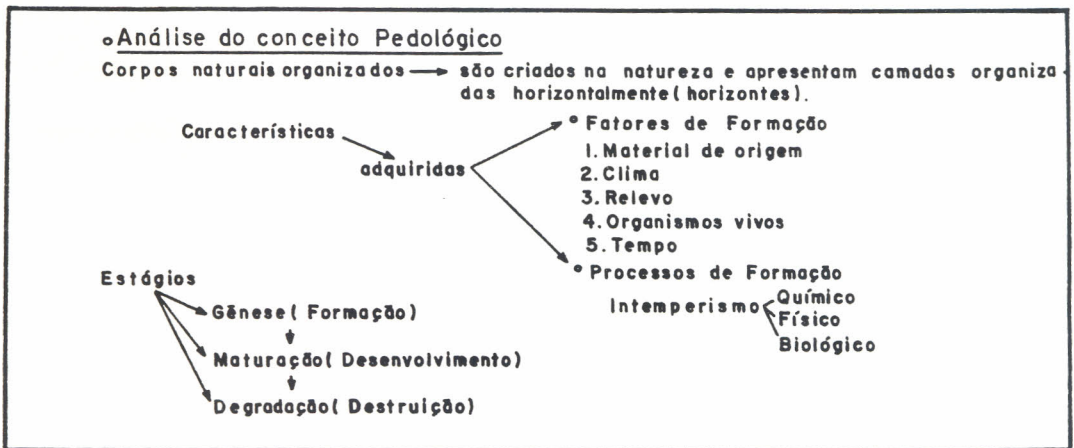 Análise do conceito Pedológico
Corpos naturais organizados → são criados na natureza e apresentam camadas organiza-
das horizontalmente (horizontes).
Características
adquiridas
° Fatores de Formação
1. Material de origem
2. Clima
3. Relevo
4. Organismos vivos
5. Tempo
° Processos de Formação
Intemperismo
Químico
Físico
Biológico
Estágios
Gênese (Formação)
Maturação (Desenvolvimento)
Degradação (Destruição)